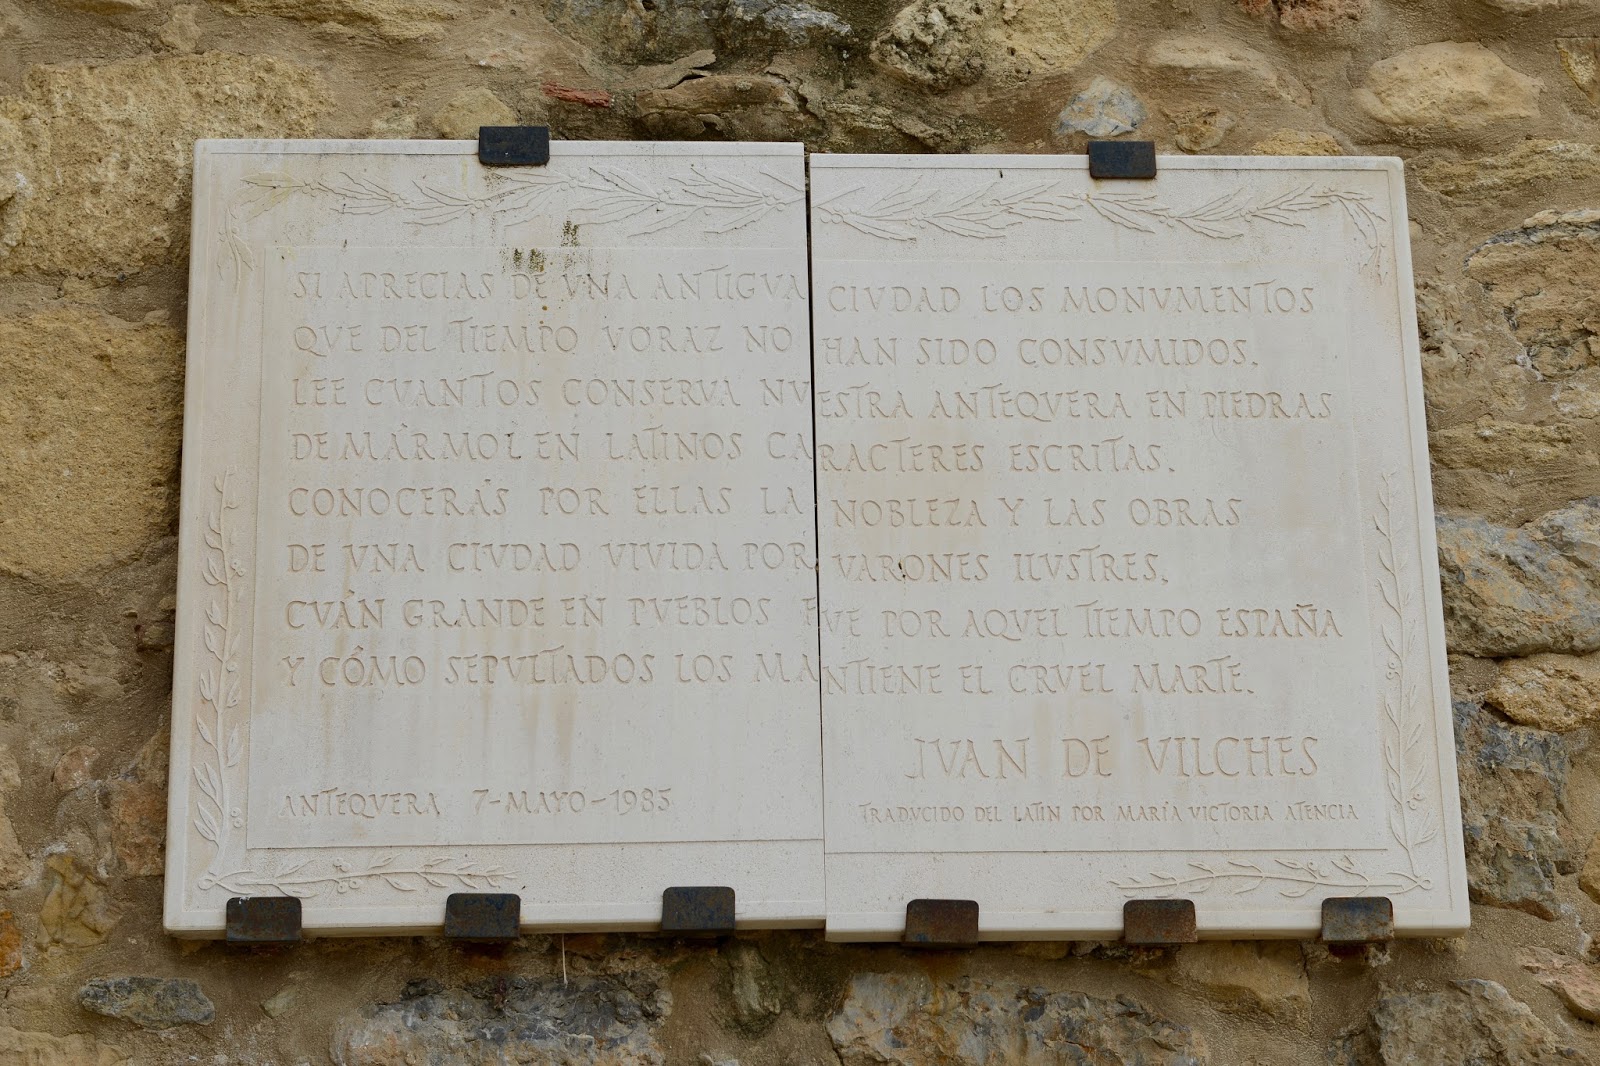 SI APRECIAS DE VNA ANTIGVA CIVDAD LOS MONVMENTOS
QVE DEL TIEMPO VORAZ NO HAN SIDO CONSVMIDOS,
LEE CVANTOS CONSERVA NVESTRA ANTEQVERA EN PIEDRAS
DE MÁRMOL EN LATINOS CARACTERES ESCRITAS.
CONOCERÁS POR ELLAS LA NOBLEZA Y LAS OBRAS
DE VNA CIVDAD VIVIDA POR VARONES ILVSTRES,
CVÁN GRANDE EN PVEBLOS FVE POR AQVEL TIEMPO ESPAÑA
Y CÓMO SEPVLTADOS LOS MANTIENE EL CRVEL MARTE.
JVAN DE VILCHES
ANTEQVERA 7-MAYO-1985
TRADVCIDO DEL LATIN POR MARÍA VICTORIA ATENCIA